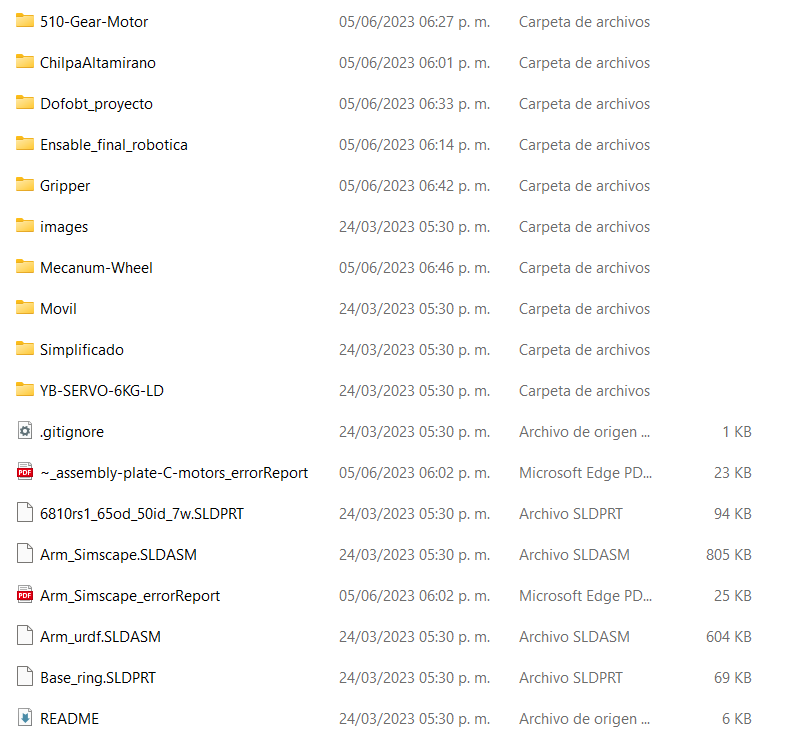 510-Gear-Motor 05/06/2023 06:27 p. m. Carpeta de archivos
ChilpaAltamirano 05/06/2023 06:01 p. m. Carpeta de archivos
Dofobt_proyecto 05/06/2023 06:33 p. m. Carpeta de archivos
Ensable_final_robotica 05/06/2023 06:14 p. m. Carpeta de archivos
Gripper 05/06/2023 06:42 p. m. Carpeta de archivos
images 24/03/2023 05:30 p. m. Carpeta de archivos
Mecanum-Wheel 05/06/2023 06:46 p. m. Carpeta de archivos
Movil 24/03/2023 05:30 p. m. Carpeta de archivos
Simplificado 24/03/2023 05:30 p. m. Carpeta de archivos
YB-SERVO-6KG-LD 24/03/2023 05:30 p. m. Carpeta de archivos
.gitignore 24/03/2023 05:30 p. m. Archivo de origen ... 1 KB
PDF ~_assembly-plate-C-motors_errorReport 05/06/2023 06:02 p. m. Microsoft Edge PD... 23 KB
6810rs1_65od_50id_7w.SLDPRT 24/03/2023 05:30 p. m. Archivo SLDPRT 94 KB
Arm_Simscape.SLDASM 24/03/2023 05:30 p. m. Archivo SLDASM 805 KB
PDF Arm_Simscape_errorReport 05/06/2023 06:02 p. m. Microsoft Edge PD... 25 KB
Arm_urdf.SLDASM 24/03/2023 05:30 p. m. Archivo SLDASM 604 KB
Base_ring.SLDPRT 24/03/2023 05:30 p. m. Archivo SLDPRT 69 KB
README 24/03/2023 05:30 p. m. Archivo de origen ... 6 KB